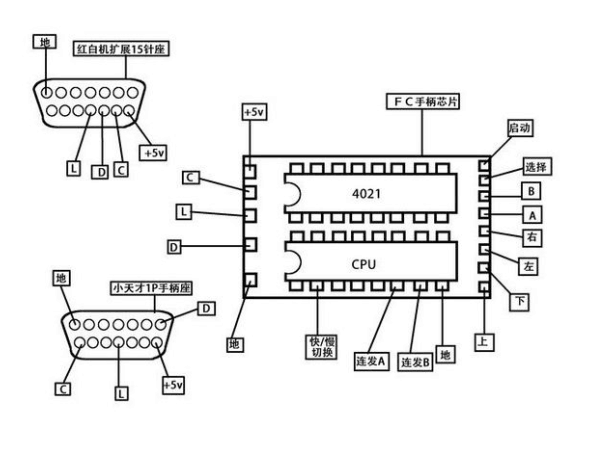 地
红白机扩展15针座
L
D
C
+5v
小天才1P手柄座
地
D
C
L
+5v
FC手柄芯片
+5v
C
L
D
地
4021
CPU
启动
选择
B
A
右
左
下
上
快/慢
切换
连发A
连发B
地